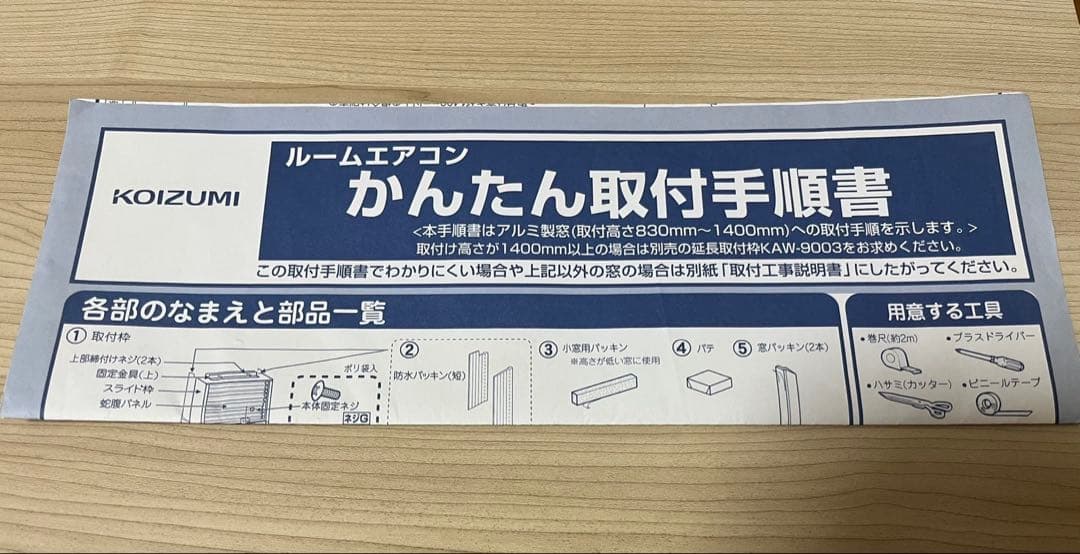 KOIZUMI
ルームエアコン
かんたん取付手順書
<本手順書はアルミ製窓(取付高さ830mm~1400mm)への取付手順を示します。>
取付け高さが1400mm以上の場合は別売の延長取付枠KAW-9003をお求めください。
この取付手順書でわかりにくい場合や上記以外の窓の場合は別紙「取付工事説明書」にしたがってください。
各部のなまえと部品一覧
① 取付枠
上部締付けネジ(2本)
固定金具(上)
スライド枠
蛇腹パネル
ポリ袋入
本体固定ネジ
ネジG
②
防水パッキン(短)
③ 小窓用パッキン
※高さが低い窓に使用
④ パテ
⑤ 窓パッキン(2本)
用意する工具
•巻尺(約2m)
•プラスドライバー
•ハサミ(カッター)
•ビニールテープ